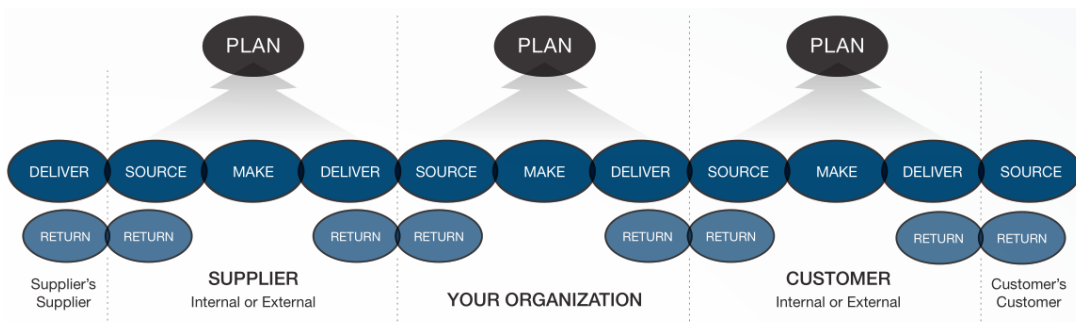 PLAN
PLAN
PLAN
DELIVER
SOURCE
MAKE
DELIVER
SOURCE
MAKE
DELIVER
SOURCE
MAKE
DELIVER
SOURCE
RETURN
RETURN
RETURN
RETURN
RETURN
RETURN
RETURN
RETURN
Supplier's
Supplier
SUPPLIER
Internal or External
YOUR ORGANIZATION
CUSTOMER
Internal or External
Customer's
Customer